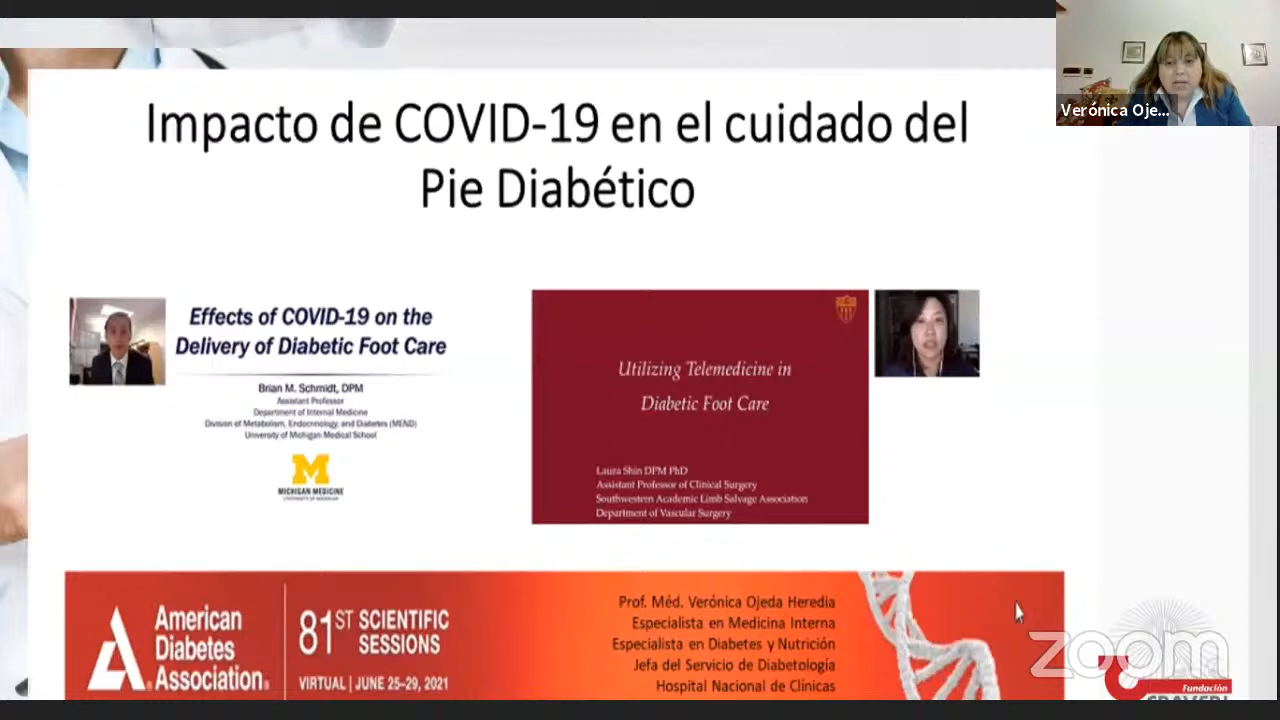 Verónica Oje...
Impacto de COVID-19 en el cuidado del
Pie Diabético
Effects of COVID-19 on the
Delivery of Diabetic Foot Care
Brian M. Schmidt, DPM
Assistant Professor
Department of Internal Medicine
Division of Metabolism, Endocrinology, and Diabetes (MEND)
University of Michigan Medical School
M
MICHIGAN MEDICINE
UNIVERSITY OF MICHIGAN
Utilizing Telemedicine in
Diabetic Foot Care
Laura Shin DPM PhD
Assistant Professor of Clinical Surgery
Southwestern Academic Limb Salvage Association
Department of Vascular Surgery
American
Diabetes
Association®
81ST SCIENTIFIC
SESSIONS
VIRTUAL | JUNE 25–29, 2021
Prof. Méd. Verónica Ojeda Heredia
Especialista en Medicina Interna
Especialista en Diabetes y Nutrición
Jefa del Servicio de Diabetología
Hospital Nacional de Clínicas
zoom
Fundación